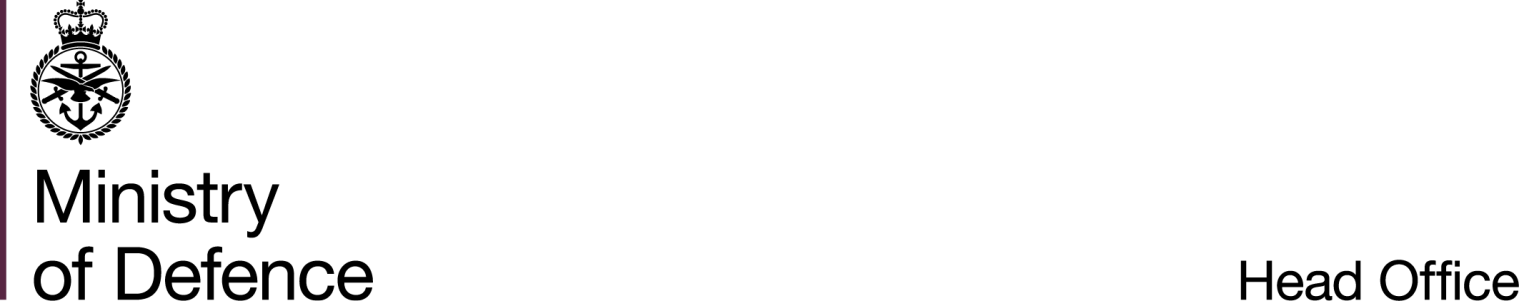 Ministry
of Defence
Head Office